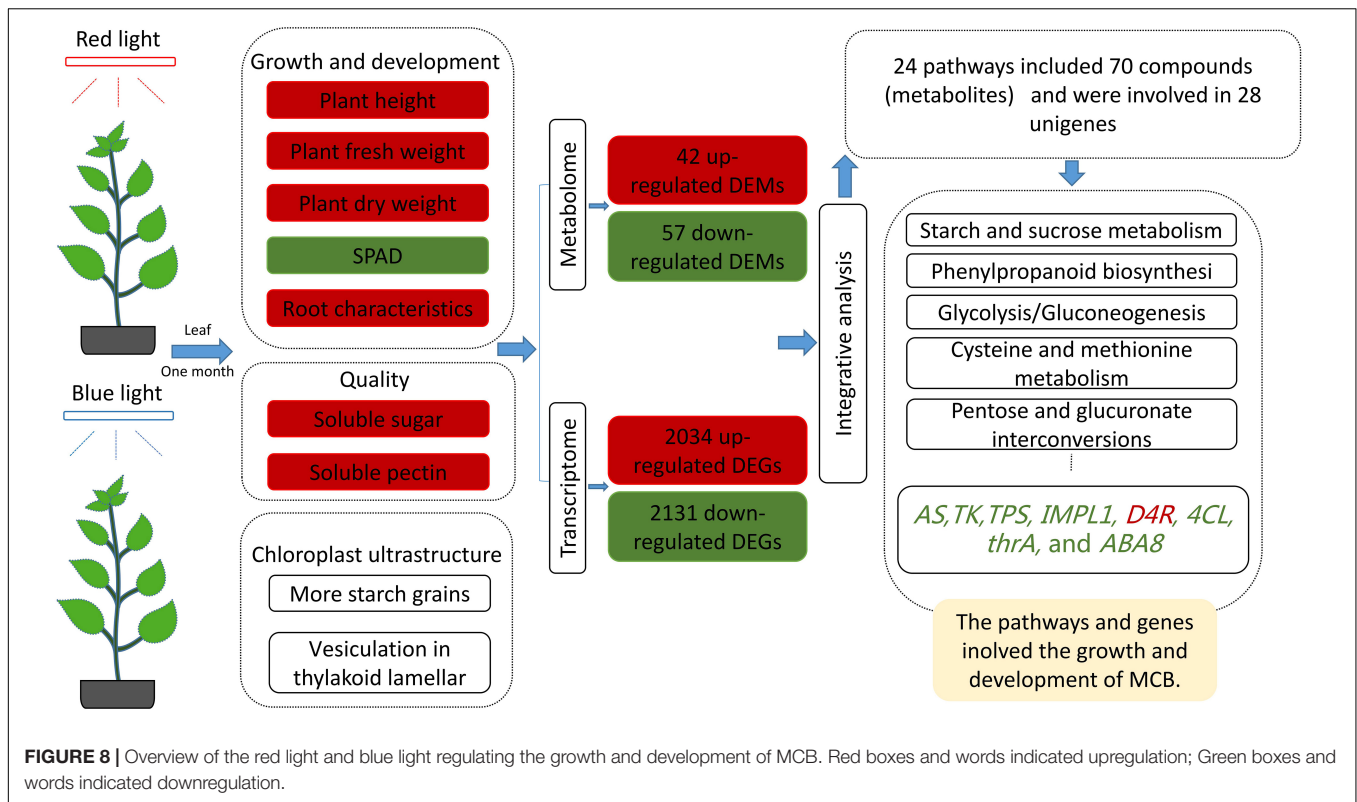 Red light
Leaf
One month
Blue light
Growth and development
Plant height
Plant fresh weight
Plant dry weight
SPAD
Root characteristics
Quality
Soluble sugar
Soluble pectin
Chloroplast ultrastructure
More starch grains
Vesiculation in
thylakoid lamellar
Metabolome
42 up-
regulated DEMs
57 down-
regulated DEMs
Transcriptome
2034 up-
regulated DEGs
2131 down-
regulated DEGs
Integrative analysis
24 pathways included 70 compounds
(metabolites) and were involved in 28
unigenes
Starch and sucrose metabolism
Phenylpropanoid biosynthesi
Glycolysis/Gluconeogenesis
Cysteine and methionine
metabolism
Pentose and glucuronate
interconversions
AS,TK,TPS, IMPL1, D4R, 4CL,
thrA, and ABA8
The pathways and genes
inolved the growth and
development of MCB.
FIGURE 8 | Overview of the red light and blue light regulating the growth and development of MCB. Red boxes and words indicated upregulation; Green boxes and
words indicated downregulation.